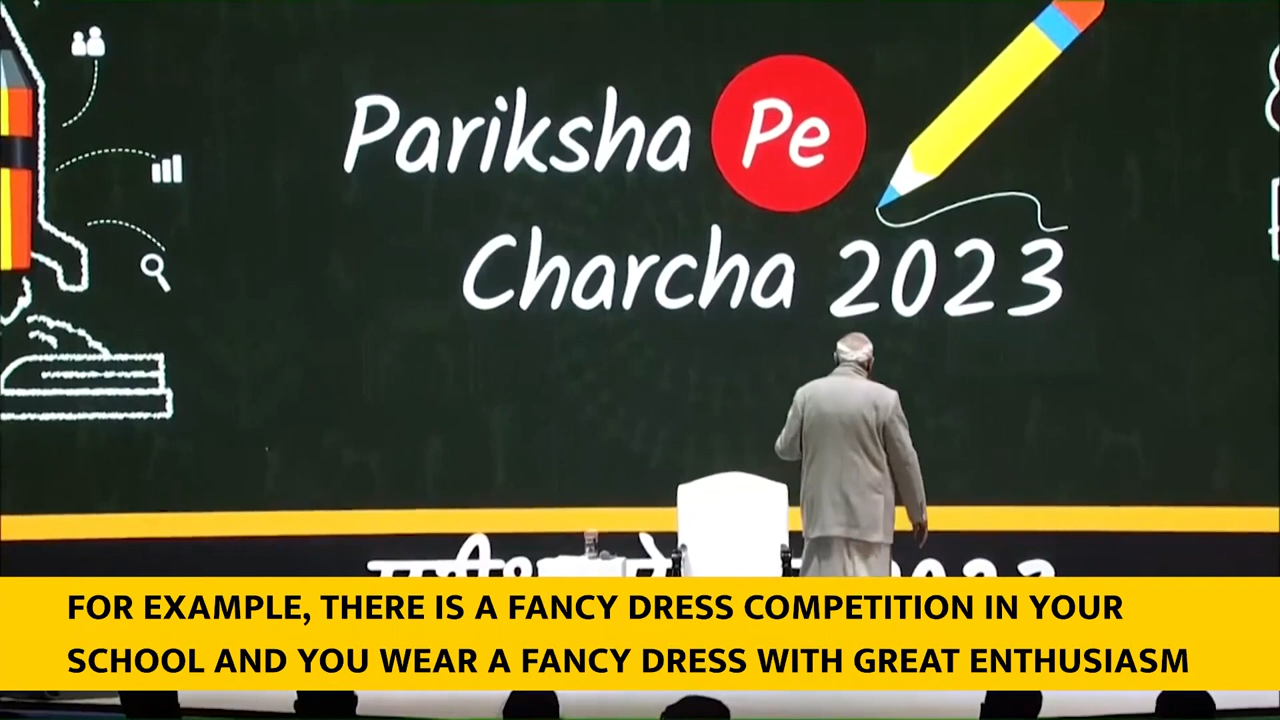 Pariksha Pe
Charcha 2023
FOR EXAMPLE, THERE IS A FANCY DRESS COMPETITION IN YOUR
SCHOOL AND YOU WEAR A FANCY DRESS WITH GREAT ENTHUSIASM